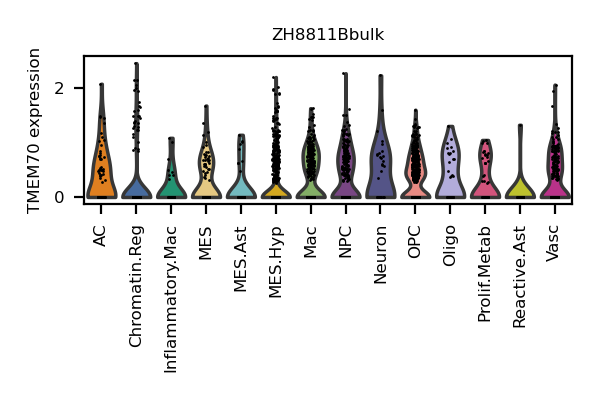 ZH8811Bbulk
TMEM70 expression
2
0
AC
Chromatin.Reg
Inflammatory.Mac
MES
MES.Ast
MES.Hyp
Mac
NPC
Neuron
OPC
Oligo
Prolif.Metab
Reactive.Ast
Vasc